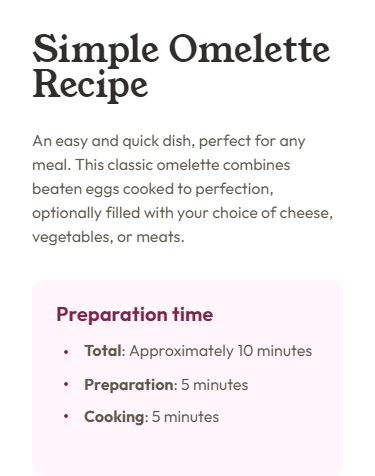 Simple Omelette
Recipe
An easy and quick dish, perfect for any
meal. This classic omelette combines
beaten eggs cooked to perfection,
optionally filled with your choice of cheese,
vegetables, or meats.
Preparation time
• Total: Approximately 10 minutes
• Preparation: 5 minutes
• Cooking: 5 minutes